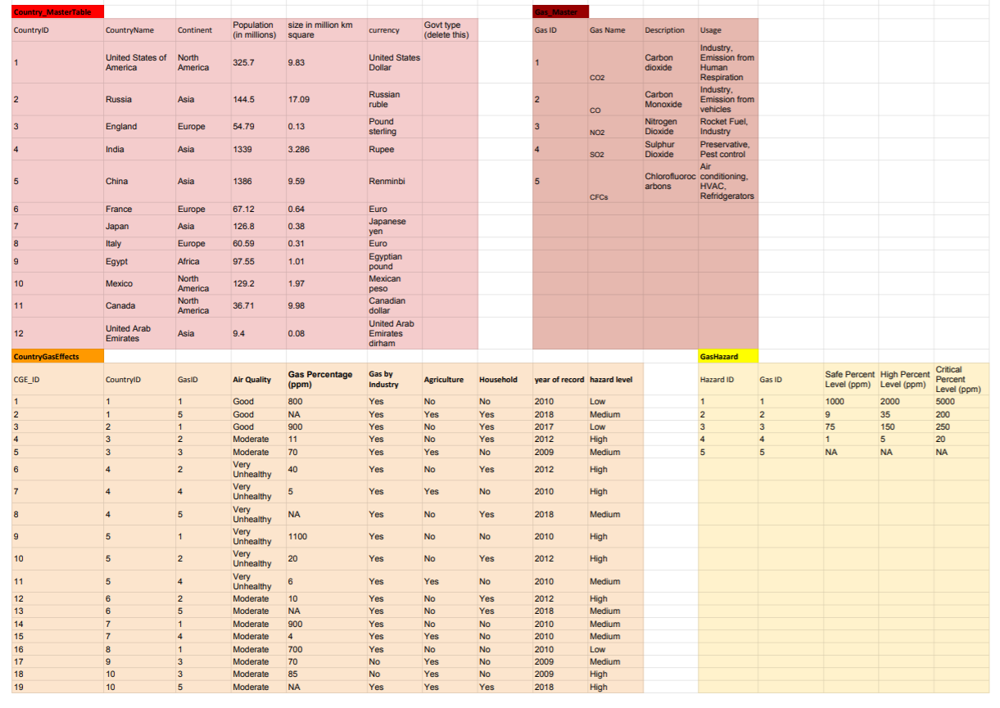 Country_MasterTable Gas_Master
CountryID CountryName Continent Population (in millions) size in million km square currency Govt type (delete this) Gas ID Gas Name Description Usage
1 United States of America North America 325.7 9.83 United States Dollar 1 CO2 Carbon dioxide Industry, Emission from Human Respiration
2 Russia Asia 144.5 17.09 Russian ruble 2 CO Carbon Monoxide Industry, Emission from vehicles
3 England Europe 54.79 0.13 Pound sterling 3 NO2 Nitrogen Dioxide Rocket Fuel, Industry
4 India Asia 1339 3.286 Rupee 4 SO2 Sulphur Dioxide Preservative, Pest control
5 China Asia 1386 9.59 Renminbi 5 CFCs Chlorofluoroc arbons Air conditioning, HVAC, Refridgerators
6 France Europe 67.12 0.64 Euro
7 Japan Asia 126.8 0.38 Japanese yen
8 Italy Europe 60.59 0.31 Euro
9 Egypt Africa 97.55 1.01 Egyptian pound
10 Mexico North America 129.2 1.97 Mexican peso
11 Canada North America 36.71 9.98 Canadian dollar
12 United Arab Emirates Asia 9.4 0.08 United Arab Emirates dirham
CountryGasEffects GasHazard
CGE_ID CountryID GasID Air Quality Gas Percentage (ppm) Gas by Industry Agriculture Household year of record hazard level Hazard ID Gas ID Safe Percent Level (ppm) High Percent Level (ppm) Critical Percent Level (ppm)
1 1 1 Good 800 Yes No No 2010 Low 1 1 1000 2000 5000
2 1 5 Good NA Yes Yes Yes 2018 Medium 2 2 9 35 200
3 2 1 Good 900 Yes No Yes 2017 Low 3 3 75 150 250
4 3 2 Moderate 11 Yes No Yes 2012 High 4 4 1 5 20
5 3 3 Moderate 70 Yes Yes No 2009 Medium 5 5 NA NA NA
6 4 2 Very Unhealthy 40 Yes No Yes 2012 High
7 4 4 Very Unhealthy 5 Yes Yes No 2010 High
8 4 5 Very Unhealthy NA Yes No Yes 2018 Medium
9 5 1 Very Unhealthy 1100 Yes No No 2010 High
10 5 2 Very Unhealthy 20 Yes No Yes 2012 High
11 5 4 Very Unhealthy 6 Yes Yes No 2010 Medium
12 6 2 Moderate 10 Yes No Yes 2012 High
13 6 5 Moderate NA Yes No Yes 2018 Medium
14 7 1 Moderate 900 Yes No No 2010 Medium
15 7 4 Moderate 4 Yes Yes No 2010 Medium
16 8 1 Moderate 700 Yes No No 2010 Low
17 9 3 Moderate 70 No Yes No 2009 Medium
18 10 3 Moderate 85 No Yes No 2009 High
19 10 5 Moderate NA Yes Yes Yes 2018 High